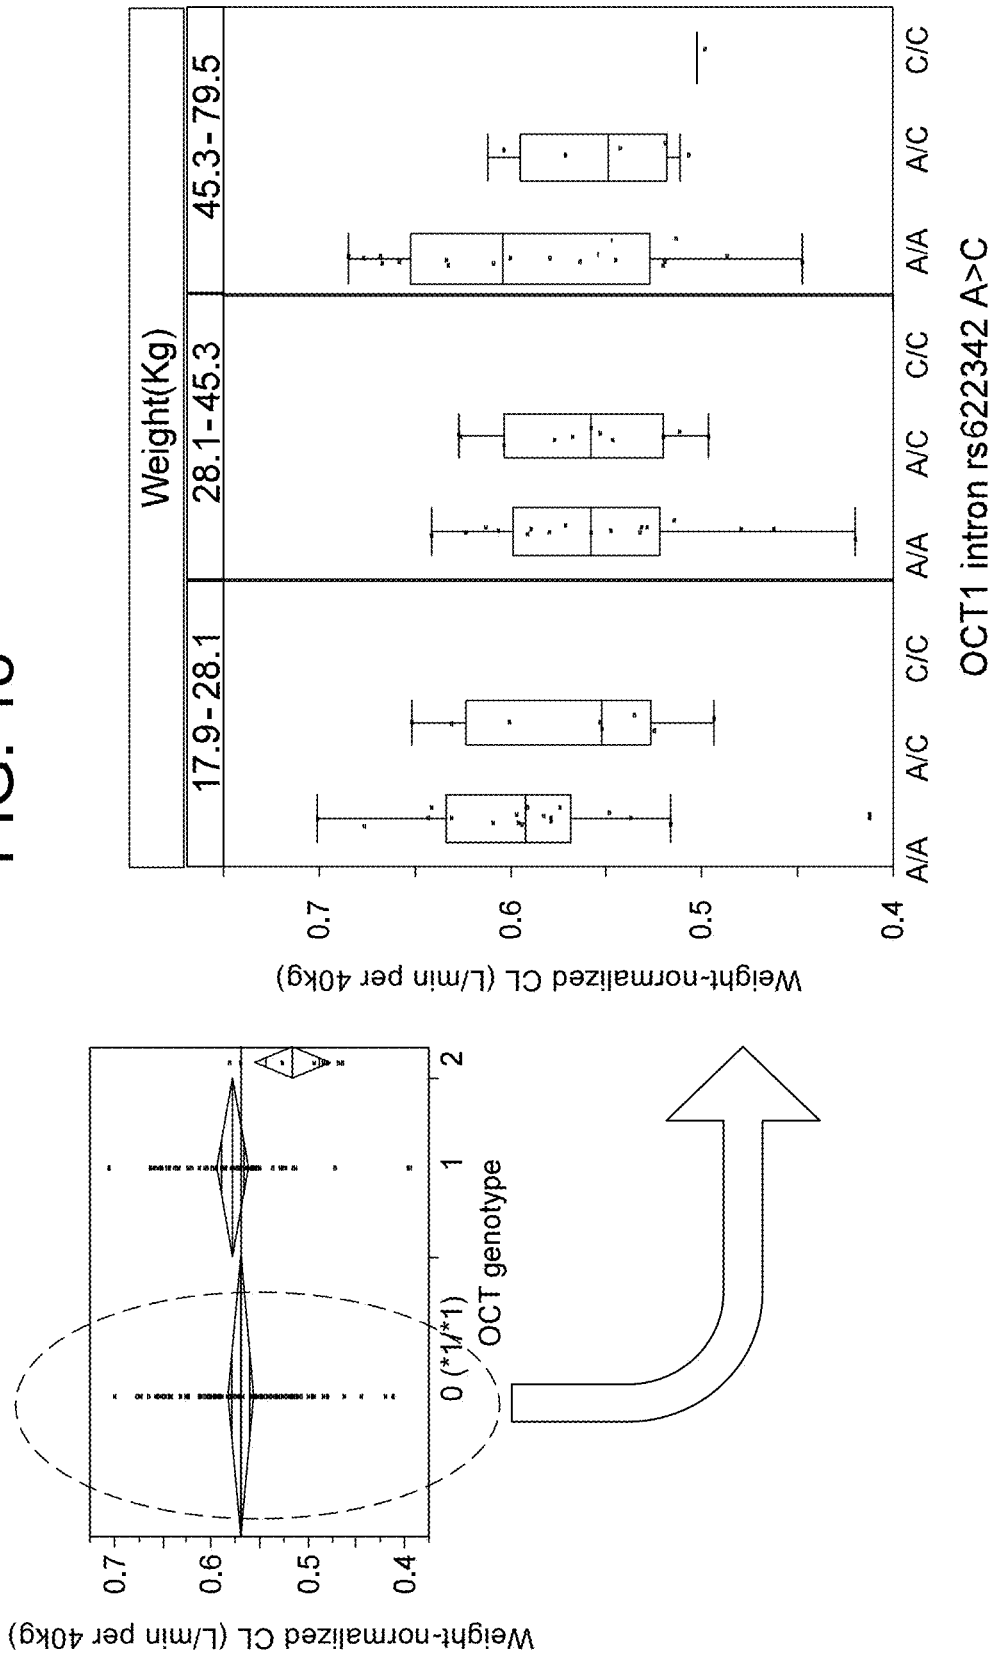 Weight(Kg)
17.9-28.1
28.1-45.3
45.3-79.5
Weight-normalized CL (L/min per 40kg)
0.7
0.6
0.5
0.4
A/A
A/C
C/C
A/A
A/C
C/C
A/A
A/C
C/C
OCT1 intron rs622342 A>C
Weight-normalized CL (L/min per 40kg)
0.7
0.6
0.5
0.4
0 (*1/*1)
1
2
OCT genotype